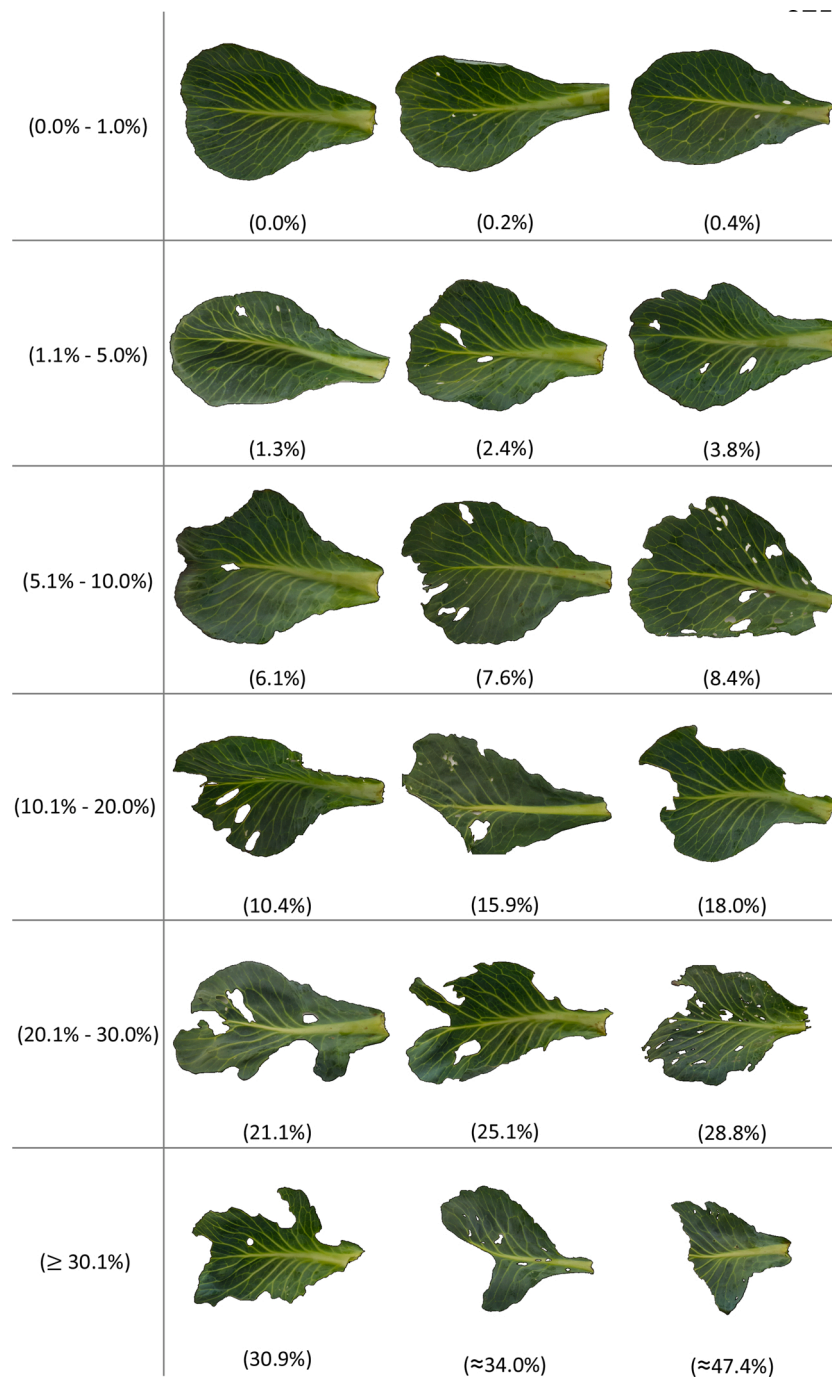 (0.0% - 1.0%)
(0.0%) (0.2%) (0.4%)
(1.1% - 5.0%)
(1.3%) (2.4%) (3.8%)
(5.1% - 10.0%)
(6.1%) (7.6%) (8.4%)
(10.1% - 20.0%)
(10.4%) (15.9%) (18.0%)
(20.1% - 30.0%)
(21.1%) (25.1%) (28.8%)
(≥ 30.1%)
(30.9%) (≈34.0%) (≈47.4%)